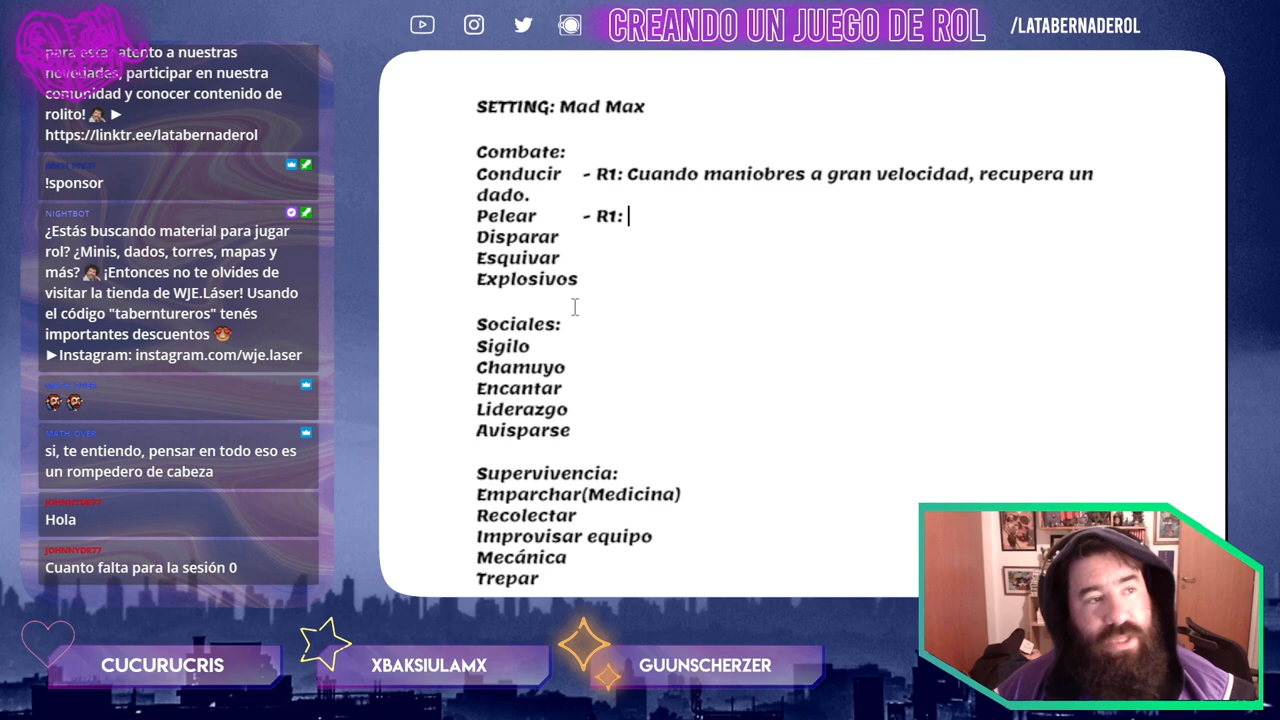 CREANDO UN JUEGO DE ROL
/LATABERNADEROL
para estar atento a nuestras
novedades, participar en nuestra
comunidad y conocer contenido de
rolito! 🤷🏽 ►
https://linktr.ee/latabernaderol
!sponsor
NIGHTBOT
¿Estás buscando material para jugar
rol? ¿Minis, dados, torres, mapas y
más? 🤷🏽 ¡Entonces no te olvides de
visitar la tienda de WJE.Láser! Usando
el código "taberntureros" tenés
importantes descuentos
►Instagram: instagram.com/wje.laser
MATH_OVER
si, te entiendo, pensar en todo eso es
un rompedero de cabeza
JOHNNYDR77
Hola
JOHNNYDR77
Cuanto falta para la sesión 0
SETTING: Mad Max
Combate:
Conducir - R1: Cuando maniobres a gran velocidad, recupera un
dado.
Pelear - R1:
Disparar
Esquivar
Explosivos
Sociales:
Sigilo
Chamuyo
Encantar
Liderazgo
Avisparse
Supervivencia:
Emparchar(Medicina)
Recolectar
Improvisar equipo
Mecánica
Trepar
CUCURUCRIS
XBAKSIULAMX
GUUNSCHERZER